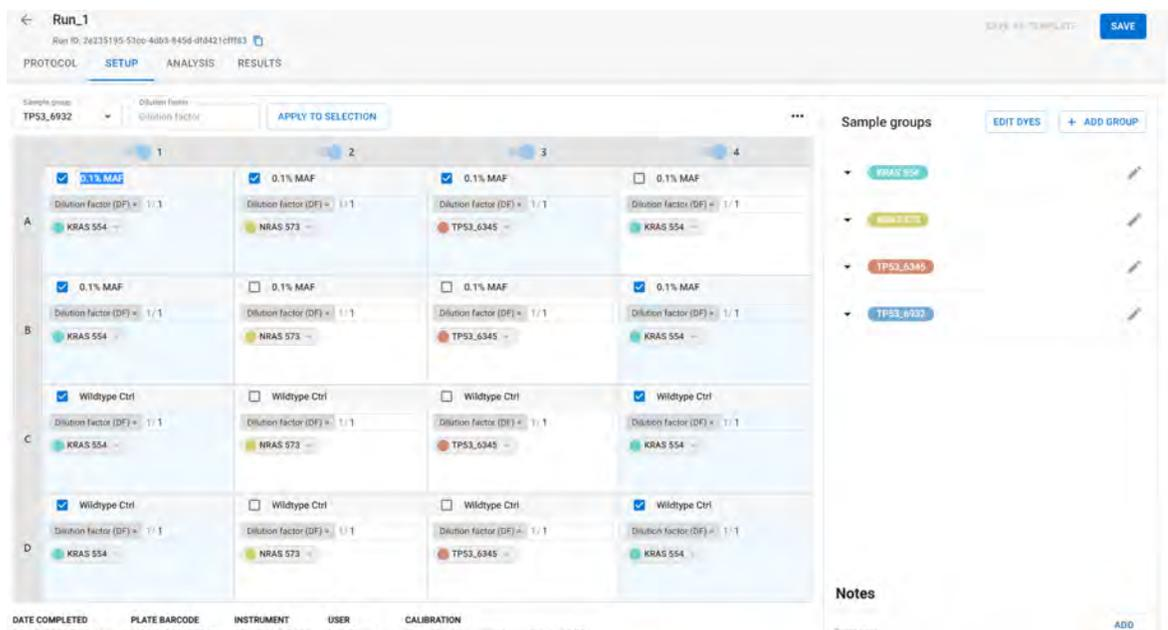 Run_1
SAVE AS TEMPLATE
SAVE
PROTOCOL SETUP ANALYSIS RESULTS
Sample group
TP53_6932
Dilution factor
Dilution factor
APPLY TO SELECTION
Sample groups
EDIT DYES
+ ADD GROUP
1 2 3 4
0.1% MAF 0.1% MAF 0.1% MAF 0.1% MAF
Dilution factor (DF) = 1/ 1 Dilution factor (DF) = 1/ 1 Dilution factor (DF) = 1/ 1 Dilution factor (DF) = 1/ 1
A
KRAS 554 NRAS 573 TP53_6345 KRAS 554
0.1% MAF 0.1% MAF 0.1% MAF 0.1% MAF
Dilution factor (DF) = 1/ 1 Dilution factor (DF) = 1/ 1 Dilution factor (DF) = 1/ 1 Dilution factor (DF) = 1/ 1
B
KRAS 554 NRAS 573 TP53_6345 KRAS 554
Wildtype Ctrl Wildtype Ctrl Wildtype Ctrl Wildtype Ctrl
Dilution factor (DF) = 1/ 1 Dilution factor (DF) = 1/ 1 Dilution factor (DF) = 1/ 1 Dilution factor (DF) = 1/ 1
C
KRAS 554 NRAS 573 TP53_6345 KRAS 554
Wildtype Ctrl Wildtype Ctrl Wildtype Ctrl Wildtype Ctrl
Dilution factor (DF) = 1/ 1 Dilution factor (DF) = 1/ 1 Dilution factor (DF) = 1/ 1 Dilution factor (DF) = 1/ 1
D
KRAS 554 NRAS 573 TP53_6345 KRAS 554
KRAS 554
NRAS 573
TP53_6345
TP53_6932
Notes
ADD
DATE COMPLETED PLATE BARCODE INSTRUMENT USER CALIBRATION